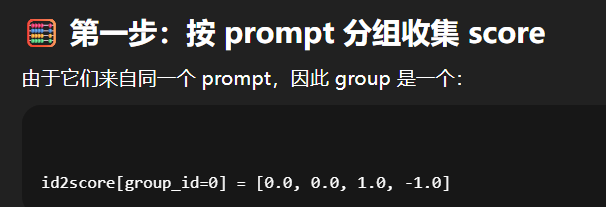 第一步：按 prompt 分组收集 score
由于它们来自同一个 prompt，因此 group 是一个：
id2score[group_id=0] = [0.0, 0.0, 1.0, -1.0]